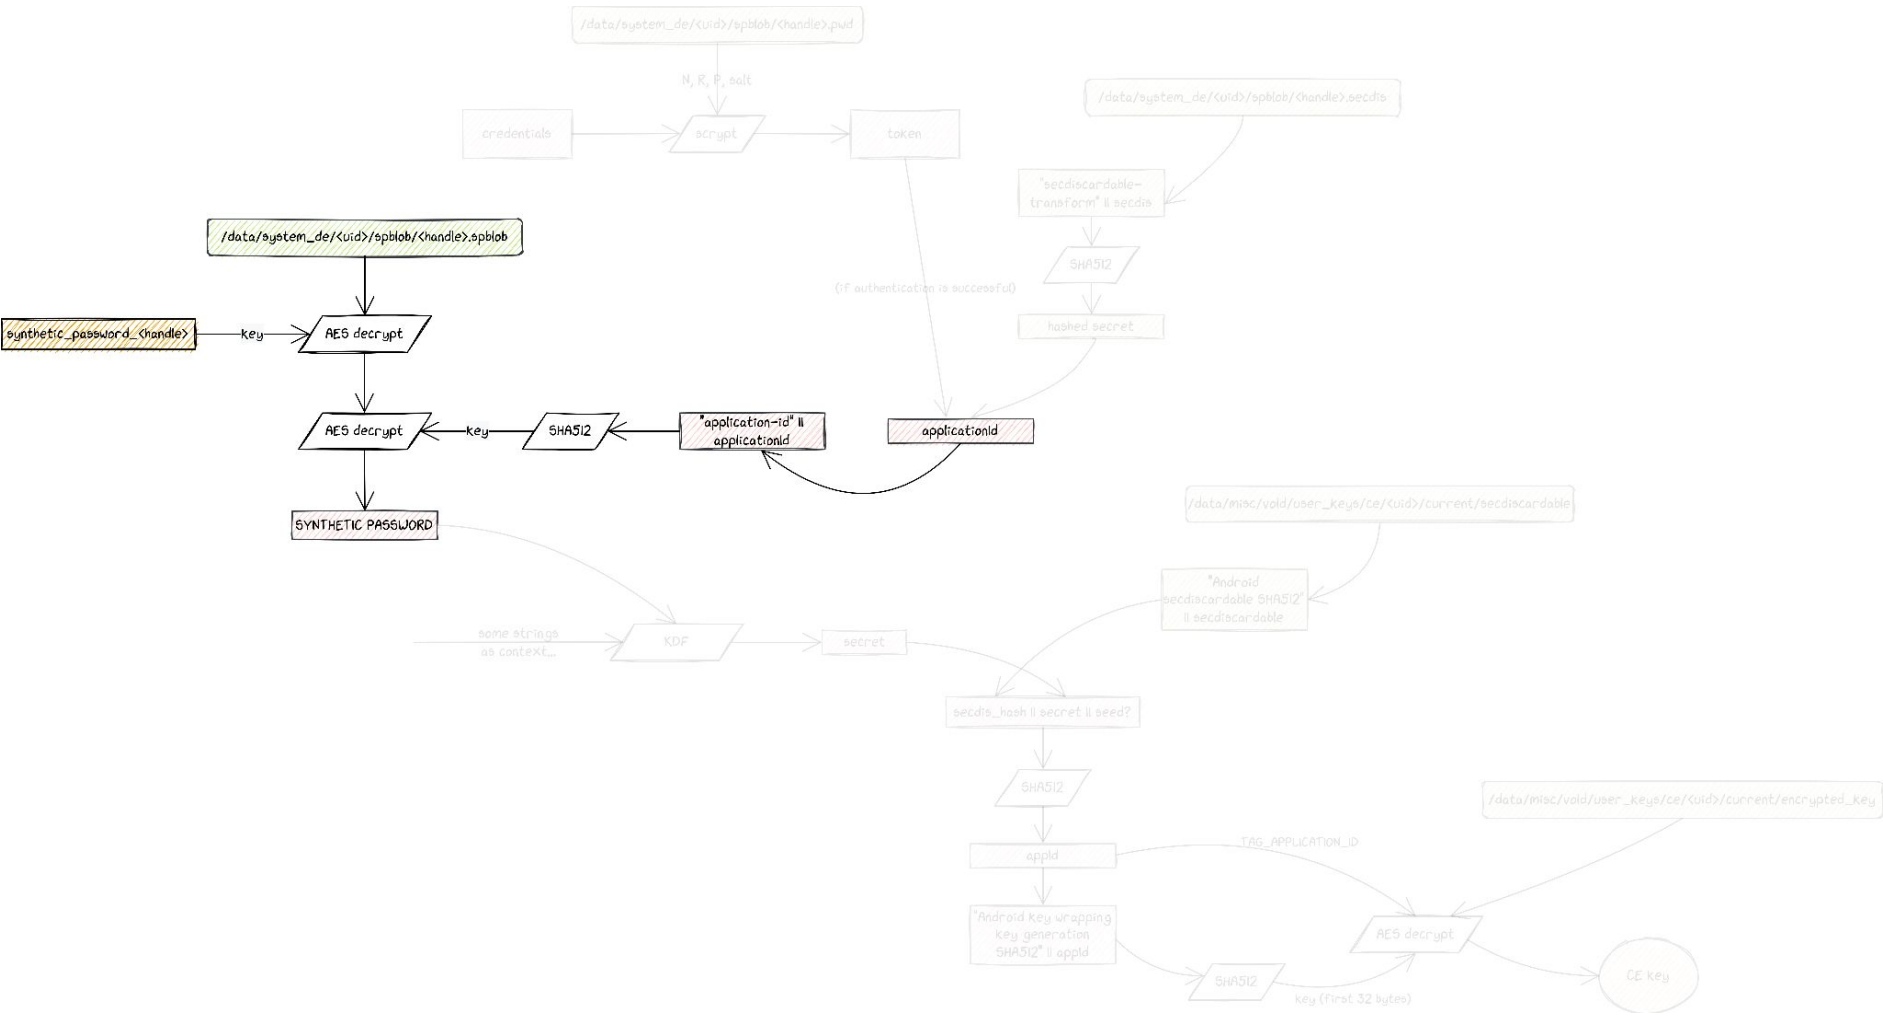 /data/system_de/<uid>/spblob/<handle>.pwd
N, R, P, salt
/data/system_de/<uid>/spblob/<handle>.secdis
credentials
scrypt
token
"secdiscardable-
transform" || secdis
/data/system_de/<uid>/spblob/<handle>.spblob
SHA512
(if authentication is successful)
synthetic_password_<handle>
key
AES decrypt
hashed secret
AES decrypt
key
SHA512
"application-id" ||
applicationId
applicationId
/data/misc/vold/user_keys/ce/<uid>/current/secdiscardable
SYNTHETIC PASSWORD
"Android
secdiscardable SHA512"
|| secdiscardable
some strings
as context...
KDF
secret
secdis_hash || secret || seed?
SHA512
/data/misc/vold/user_keys/ce/<uid>/current/encrypted_key
appId
TAG_APPLICATION_ID
"Android key wrapping
key generation
SHA512" || appId
AES decrypt
SHA512
key (first 32 bytes)
CE key